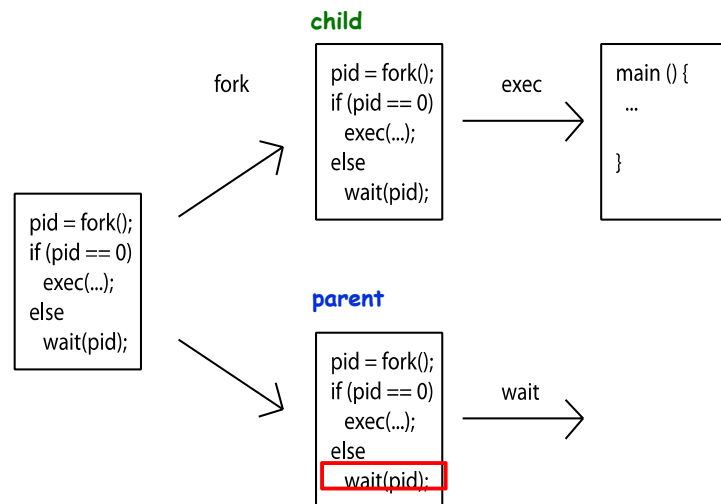 child
fork
pid = fork();
if (pid == 0)
exec(...);
else
wait(pid);
exec
main () {
...
}
pid = fork();
if (pid == 0)
exec(...);
else
wait(pid);
parent
pid = fork();
if (pid == 0)
exec(...);
else
wait(pid);
wait